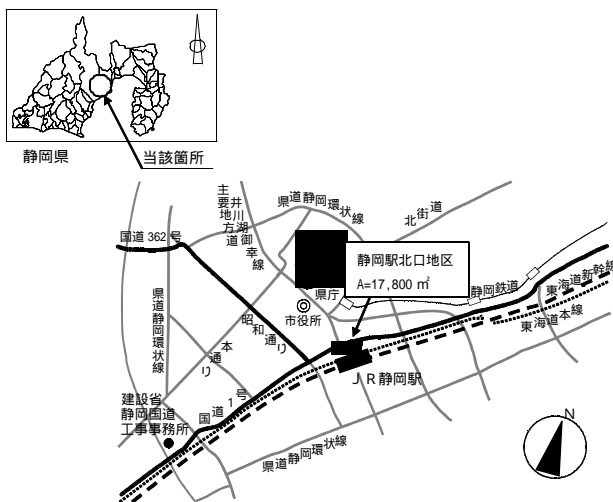 静岡県
当該箇所
主要地方道
井川湖御幸線
県道静岡環状線
北街道
国道362号
静岡駅北口地区
A=17,800 ㎡
県庁
静岡鉄道
東海道新幹線
東海道本線
市役所
県道静岡環状線
昭和通り
本通り
JR静岡駅
建設省
静岡国道
工事事務所
国道1号
県道静岡環状線
N